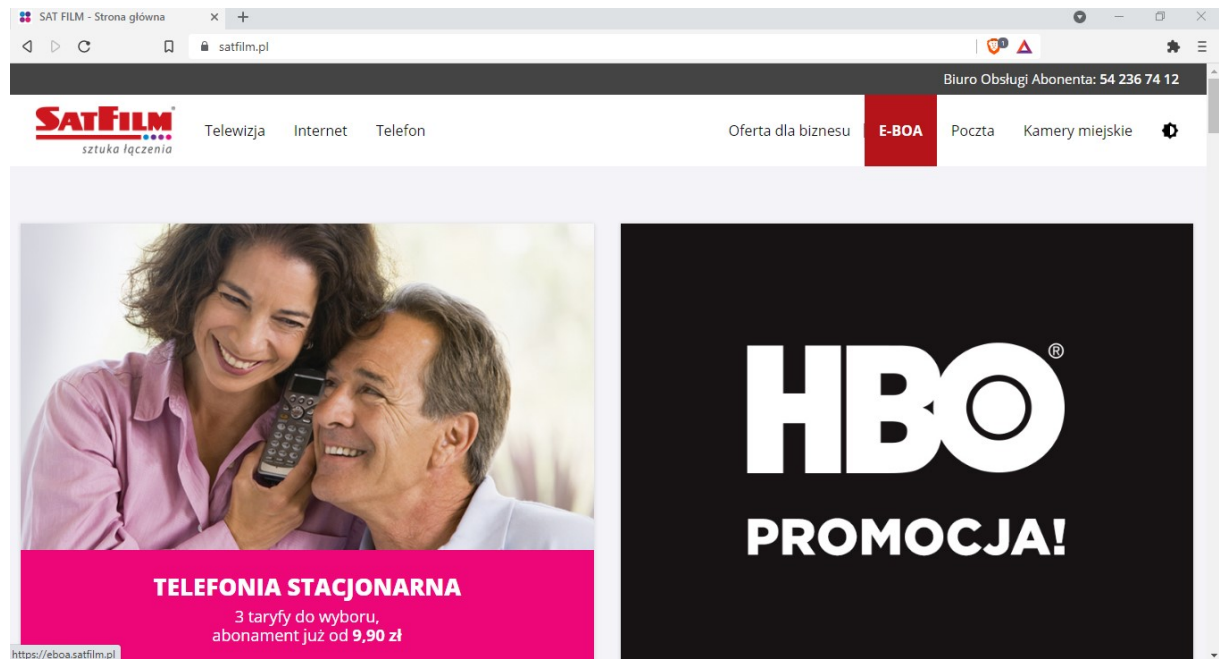 SAT FILM - Strona główna
satfilm.pl
1
Biuro Obsługi Abonenta: 54 236 74 12
SATFILM®
sztuka łączenia
Telewizja Internet Telefon Oferta dla biznesu E-BOA Poczta Kamery miejskie
HBO®
PROMOCJA!
TELEFONIA STACJONARNA
3 taryfy do wyboru,
abonament już od 9,90 zł
https://eboa.satfilm.pl